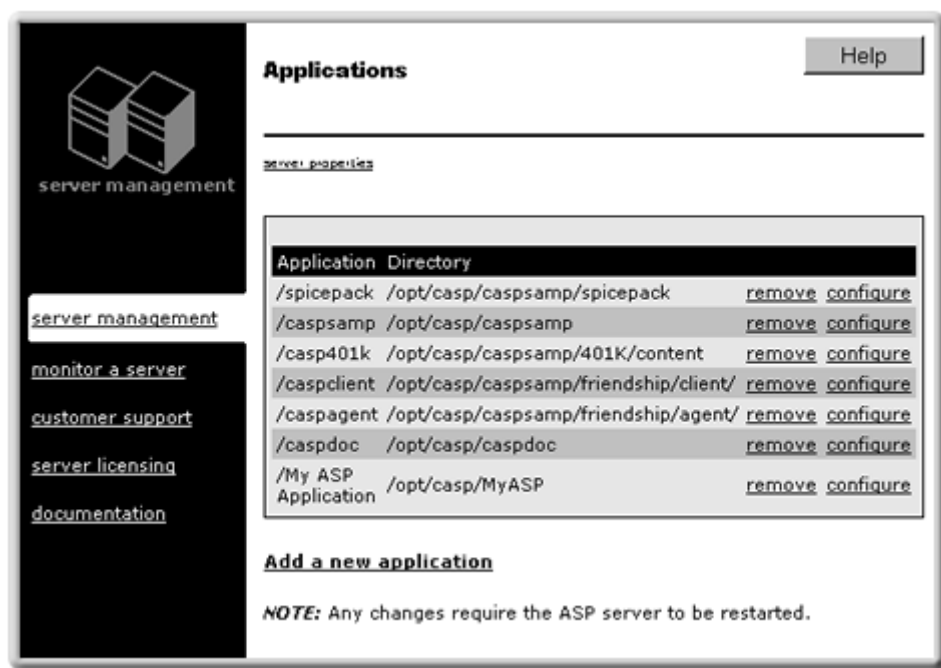 server management
server management
monitor a server
customer support
server licensing
documentation
Applications
Help
server properties
Application Directory
/spicepack /opt/casp/caspsamp/spicepack remove configure
/caspsamp /opt/casp/caspsamp remove configure
/casp401k /opt/casp/caspsamp/401K/content remove configure
/caspclient /opt/casp/caspsamp/friendship/client/ remove configure
/caspagent /opt/casp/caspsamp/friendship/agent/ remove configure
/caspdoc /opt/casp/caspdoc remove configure
/My ASP
Application /opt/casp/MyASP remove configure
Add a new application
NOTE: Any changes require the ASP server to be restarted.